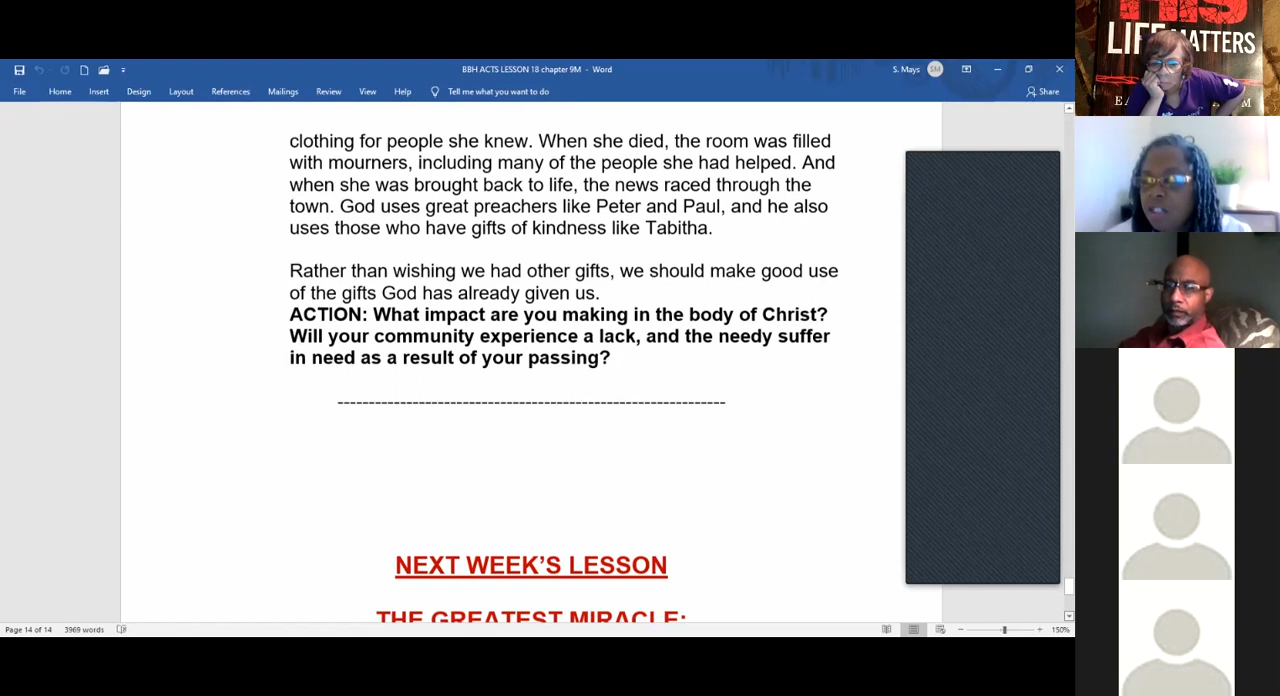 BBH ACTS LESSON 18 chapter 9M - Word
S. Mays
SM
File Home Insert Design Layout References Mailings Review View Help Tell me what you want to do
Share
clothing for people she knew. When she died, the room was filled
with mourners, including many of the people she had helped. And
when she was brought back to life, the news raced through the
town. God uses great preachers like Peter and Paul, and he also
uses those who have gifts of kindness like Tabitha.
Rather than wishing we had other gifts, we should make good use
of the gifts God has already given us.
ACTION: What impact are you making in the body of Christ?
Will your community experience a lack, and the needy suffer
in need as a result of your passing?
---------------------------------------------------------------
NEXT WEEK’S LESSON
THE GREATEST MIRACLE:
Page 14 of 14 3969 words
150%
HIS
LIFE MATTERS